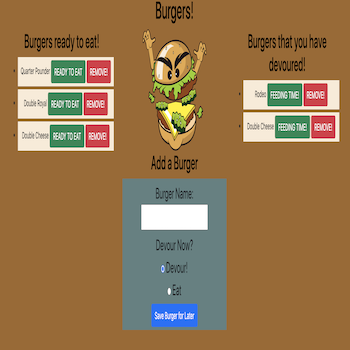 Burgers!
Burgers ready to eat!
Quarter Pounder READY TO EAT REMOVE!
Double Royal READY TO EAT REMOVE!
Double Cheese READY TO EAT REMOVE!
Burgers that you have
devoured!
Rodies FEEDING TIME! REMOVE!
Double Cheese FEEDING TIME! REMOVE!
Add a Burger
Burger Name:
Devour Now?
Devour!
Eat
Save Burger for Later